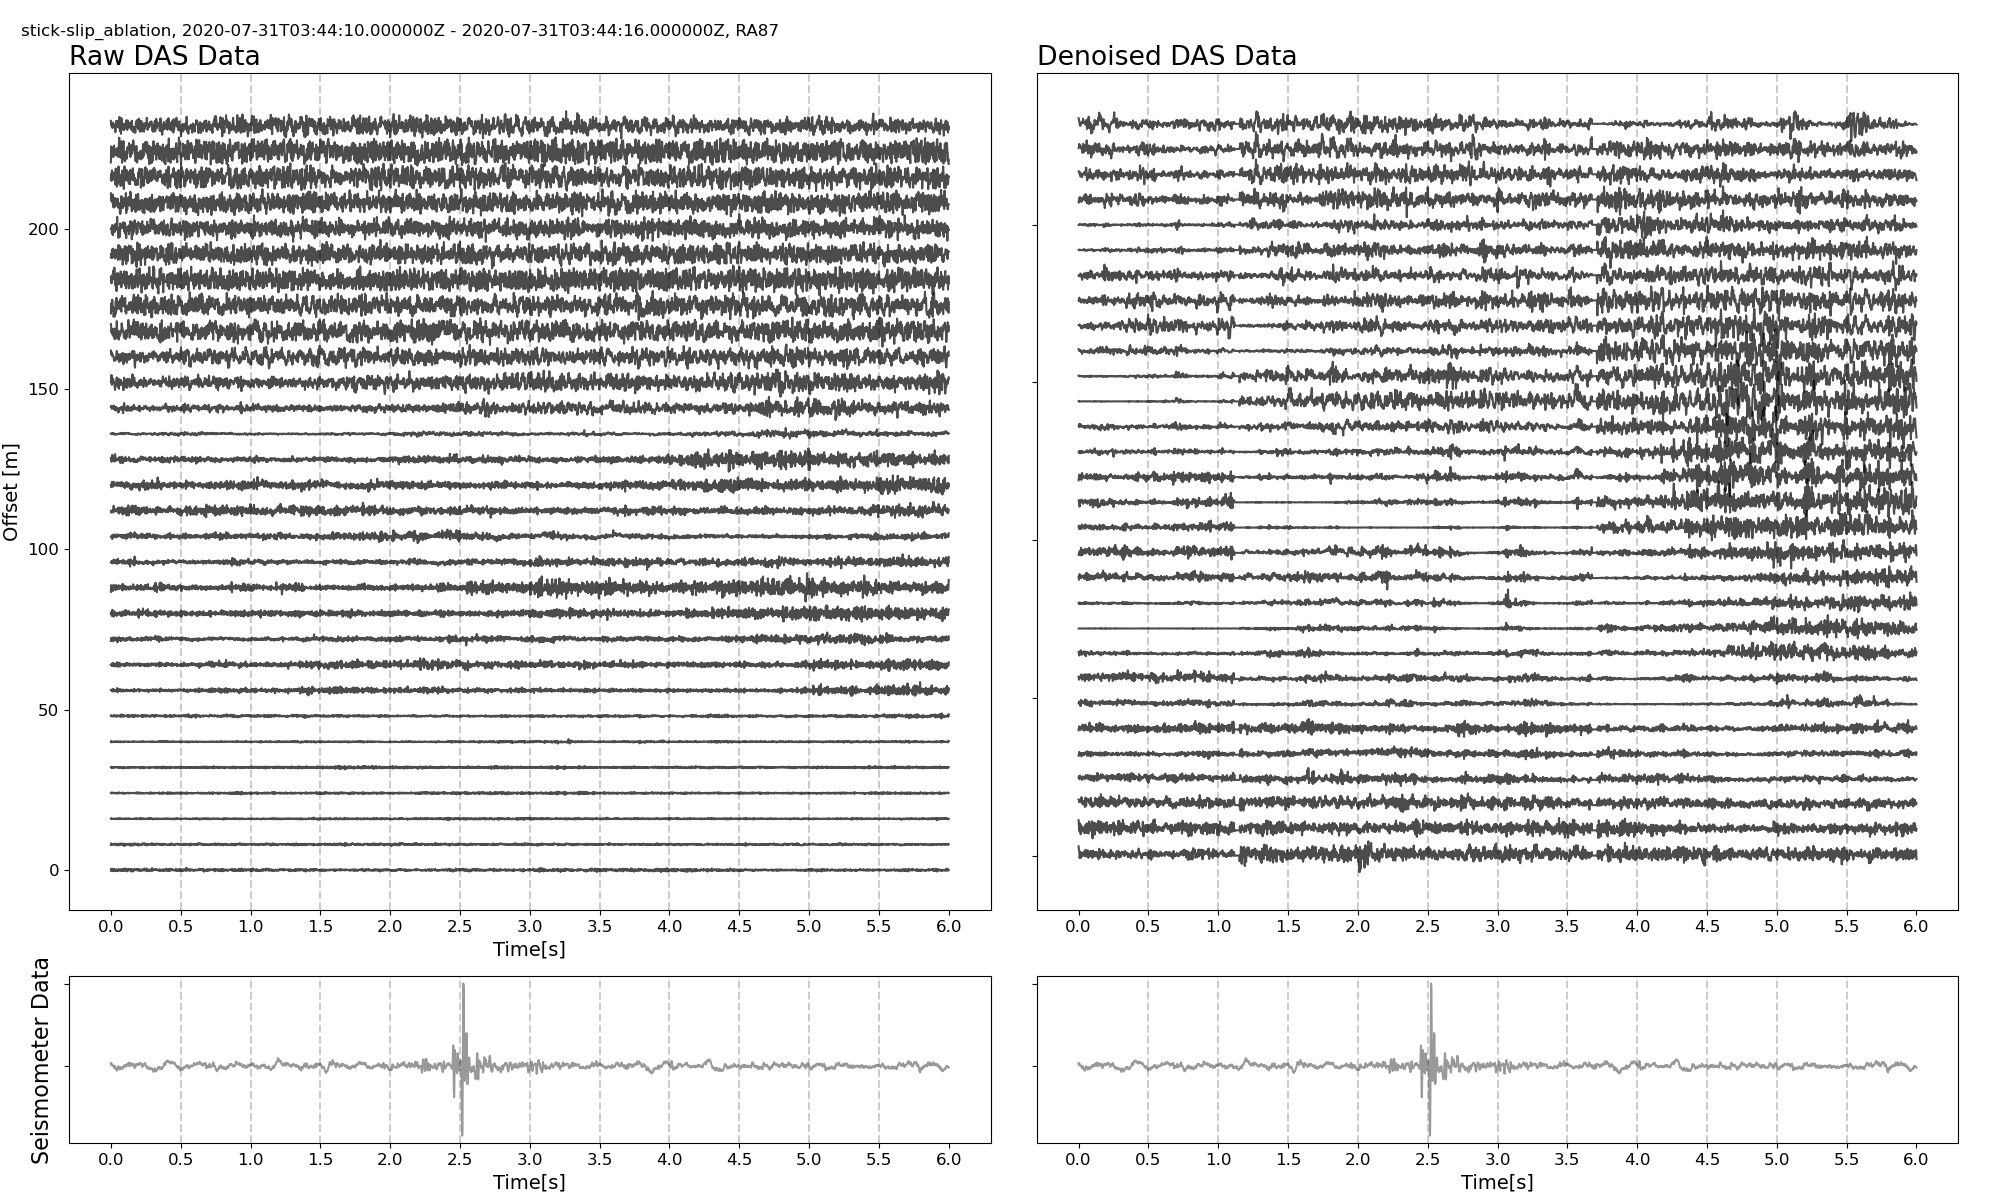 stick-slip_ablation, 2020-07-31T03:44:10.000000Z - 2020-07-31T03:44:16.000000Z, RA87
Raw DAS Data
Denoised DAS Data
Offset [m]
200
150
100
50
0
0.0 0.5 1.0 1.5 2.0 2.5 3.0 3.5 4.0 4.5 5.0 5.5 6.0
Time[s]
0.0 0.5 1.0 1.5 2.0 2.5 3.0 3.5 4.0 4.5 5.0 5.5 6.0
Seismometer Data
0.0 0.5 1.0 1.5 2.0 2.5 3.0 3.5 4.0 4.5 5.0 5.5 6.0
Time[s]
0.0 0.5 1.0 1.5 2.0 2.5 3.0 3.5 4.0 4.5 5.0 5.5 6.0
Time[s]